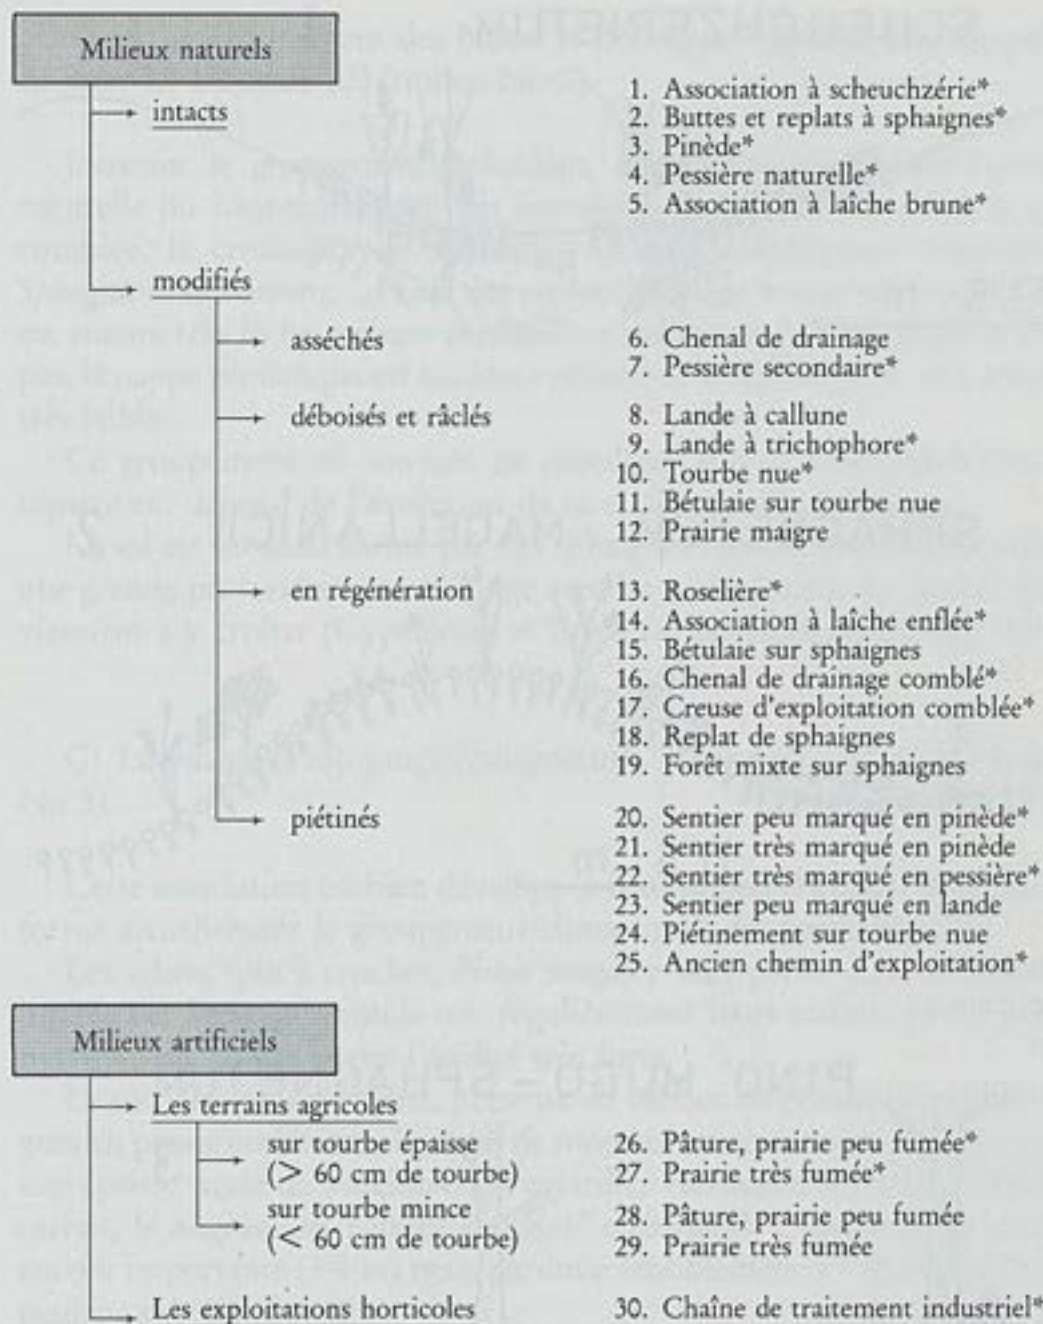 Milieux naturels
intacts
1. Association à scheuchzérie*
2. Buttes et replats à sphaignes*
3. Pinède*
4. Pessière naturelle*
5. Association à laîche brune*
modifiés
asséchés
6. Chenal de drainage
7. Pessière secondaire*
déboisés et râclés
8. Lande à callune
9. Lande à trichophore*
10. Tourbe nue*
11. Bétulaie sur tourbe nue
12. Prairie maigre
en régénération
13. Roselière*
14. Association à laîche enflée*
15. Bétulaie sur sphaignes
16. Chenal de drainage comblé*
17. Creuse d'exploitation comblée*
18. Replat de sphaignes
19. Forêt mixte sur sphaignes
piétinés
20. Sentier peu marqué en pinède*
21. Sentier très marqué en pinède
22. Sentier très marqué en pessière*
23. Sentier peu marqué en lande
24. Piétinement sur tourbe nue
25. Ancien chemin d'exploitation*
Milieux artificiels
Les terrains agricoles
sur tourbe épaisse
(> 60 cm de tourbe)
26. Pâture, prairie peu fumée*
27. Prairie très fumée*
sur tourbe mince
(< 60 cm de tourbe)
28. Pâture, prairie peu fumée
29. Prairie très fumée
Les exploitations horticoles
30. Chaîne de traitement industriel*